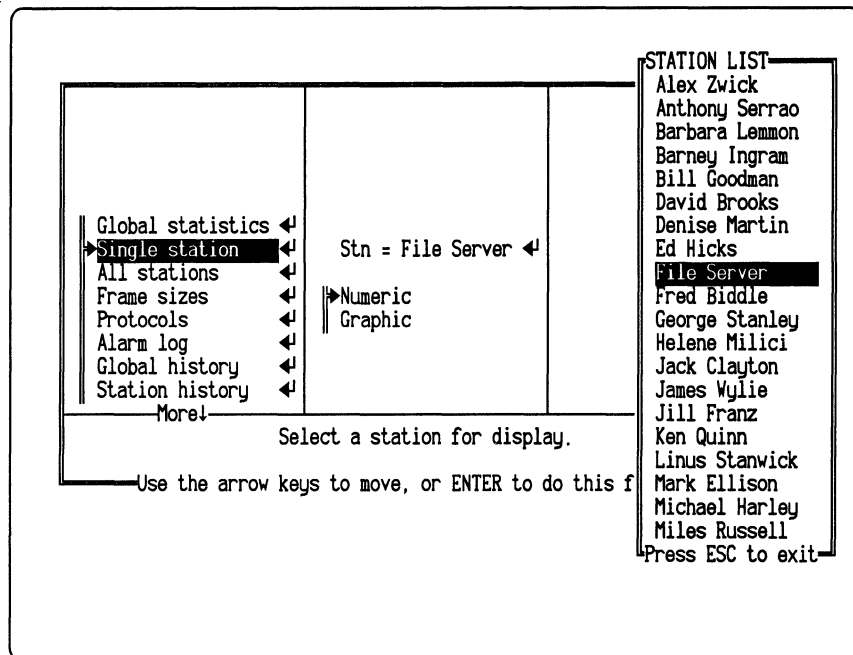 Global statistics ↲
Single station ↲
All stations ↲
Frame sizes ↲
Protocols ↲
Alarm log ↲
Global history ↲
Station history ↲
More↓
Stn = File Server ↲
Numeric
Graphic
Select a station for display.
Use the arrow keys to move, or ENTER to do this f
STATION LIST
Alex Zwick
Anthony Serrao
Barbara Lemmon
Barney Ingram
Bill Goodman
David Brooks
Denise Martin
Ed Hicks
File Server
Fred Biddle
George Stanley
Helene Milici
Jack Clayton
James Wylie
Jill Franz
Ken Quinn
Linus Stanwick
Mark Ellison
Michael Harley
Miles Russell
Press ESC to exit